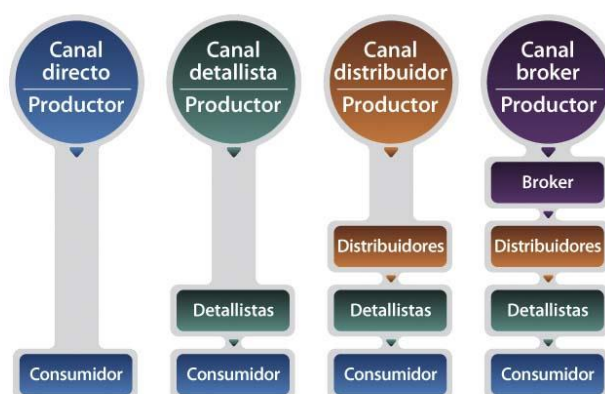 Canal
directo
Productor
Consumidor
Canal
detallista
Productor
Detallistas
Consumidor
Canal
distribuidor
Productor
Distribuidores
Detallistas
Consumidor
Canal
broker
Productor
Broker
Distribuidores
Detallistas
Consumidor